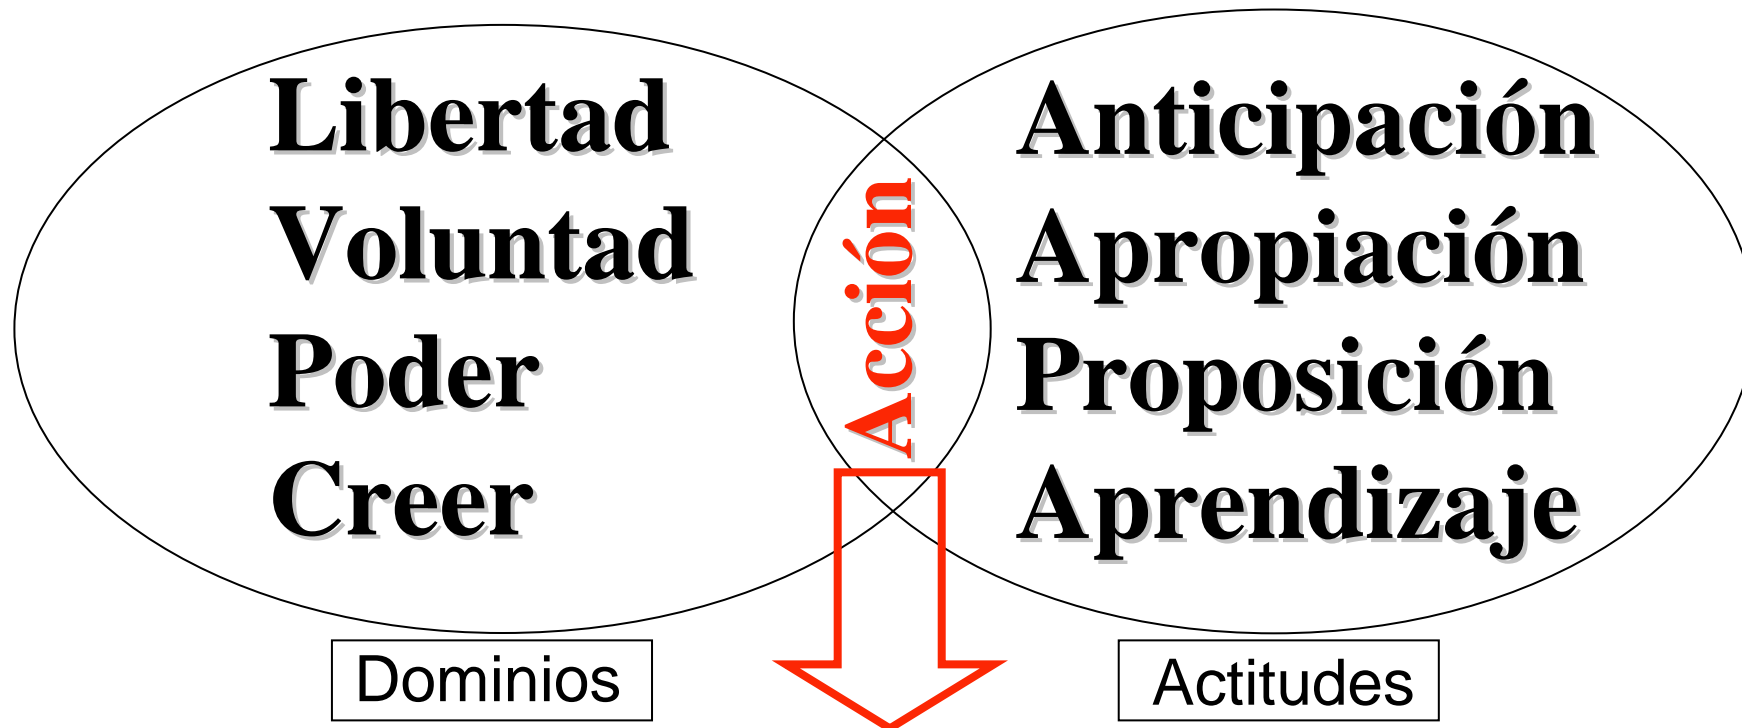 Libertad
Voluntad
Poder
Creer
Acción
Anticipación
Apropiación
Proposición
Aprendizaje
Dominios
Actitudes